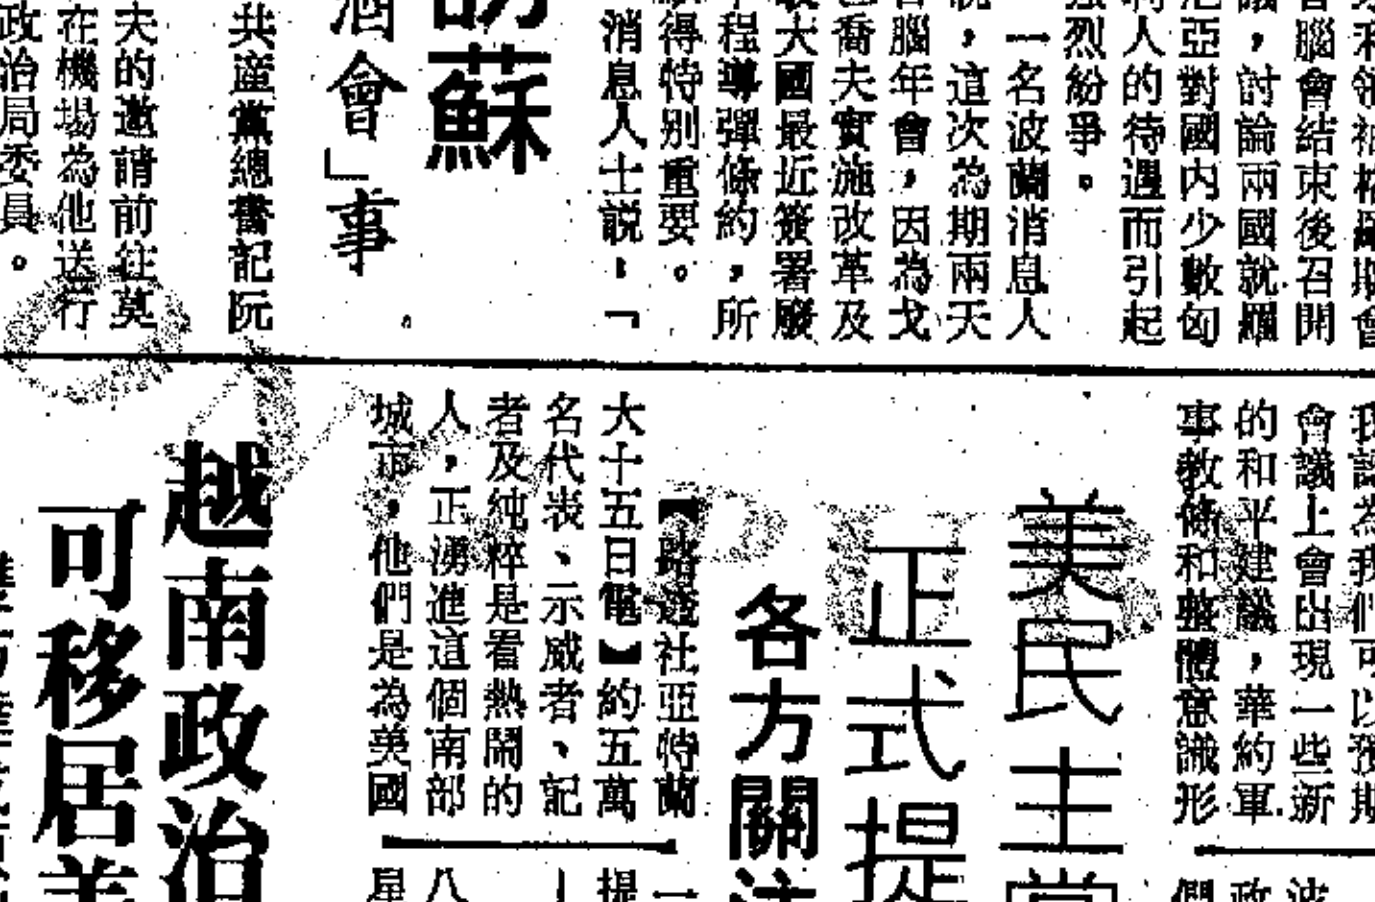 腦會結束後召開
議，討論兩國就羅
尼亞對國内少數匈
人的待遇而引起
烈紛爭。
一名波蘭消息人
，這次為期兩天
腦年會，因為戈
喬夫實施改革及
大國最近簽署廢
程導彈條約，所
得特別重要。
消息人士説：「
訪蘇
酒會」事
共產黨總書記阮
夫的邀請前往莫
在機場為他送行
政治局委員。
我認為我們可以預期
會議上會出現一些新
的和平建議，華約軍
事教條和整體意識形
波
政
們
美民主黨
正式提
各方關注
【路透社亞特蘭
大十五日電】約五萬
名代表、示威者、記
者及純粹是看熱鬧的
人，正湧進這個南部
城市，他們是為美國
一
提
八
星
越南政治
可移居美